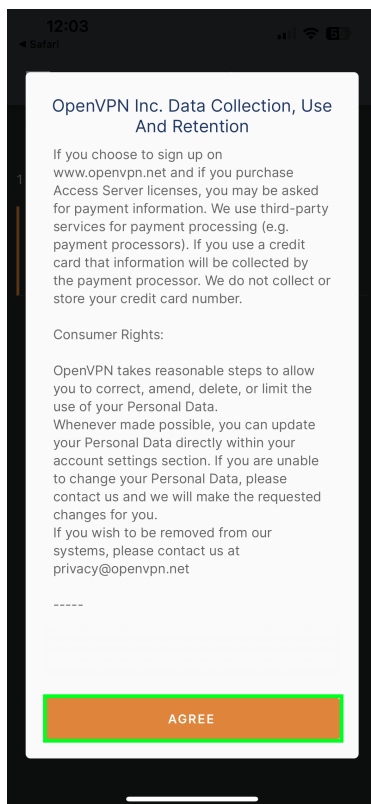 12:03
◀ Safari
5
OpenVPN Inc. Data Collection, Use
And Retention
1
If you choose to sign up on
www.openvpn.net and if you purchase
Access Server licenses, you may be asked
for payment information. We use third-party
services for payment processing (e.g.
payment processors). If you use a credit
card that information will be collected by
the payment processor. We do not collect or
store your credit card number.
Consumer Rights:
OpenVPN takes reasonable steps to allow
you to correct, amend, delete, or limit the
use of your Personal Data.
Whenever made possible, you can update
your Personal Data directly within your
account settings section. If you are unable
to change your Personal Data, please
contact us and we will make the requested
changes for you.
If you wish to be removed from our
systems, please contact us at
privacy@openvpn.net
-----
AGREE